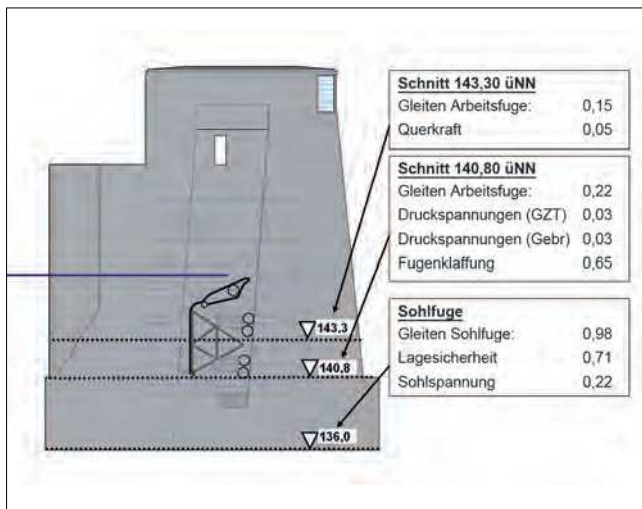 Schnitt 143,30 üNN
Gleiten Arbeitsfuge: 0,15
Querkraft 0,05
Schnitt 140,80 üNN
Gleiten Arbeitsfuge: 0,22
Druckspannungen (GZT) 0,03
Druckspannungen (Gebr) 0,03
Fugenklaffung 0,65
Sohlfuge
Gleiten Sohlfuge: 0,98
Lagesicherheit 0,71
Sohlspannung 0,22
143,3
140,8
136,0